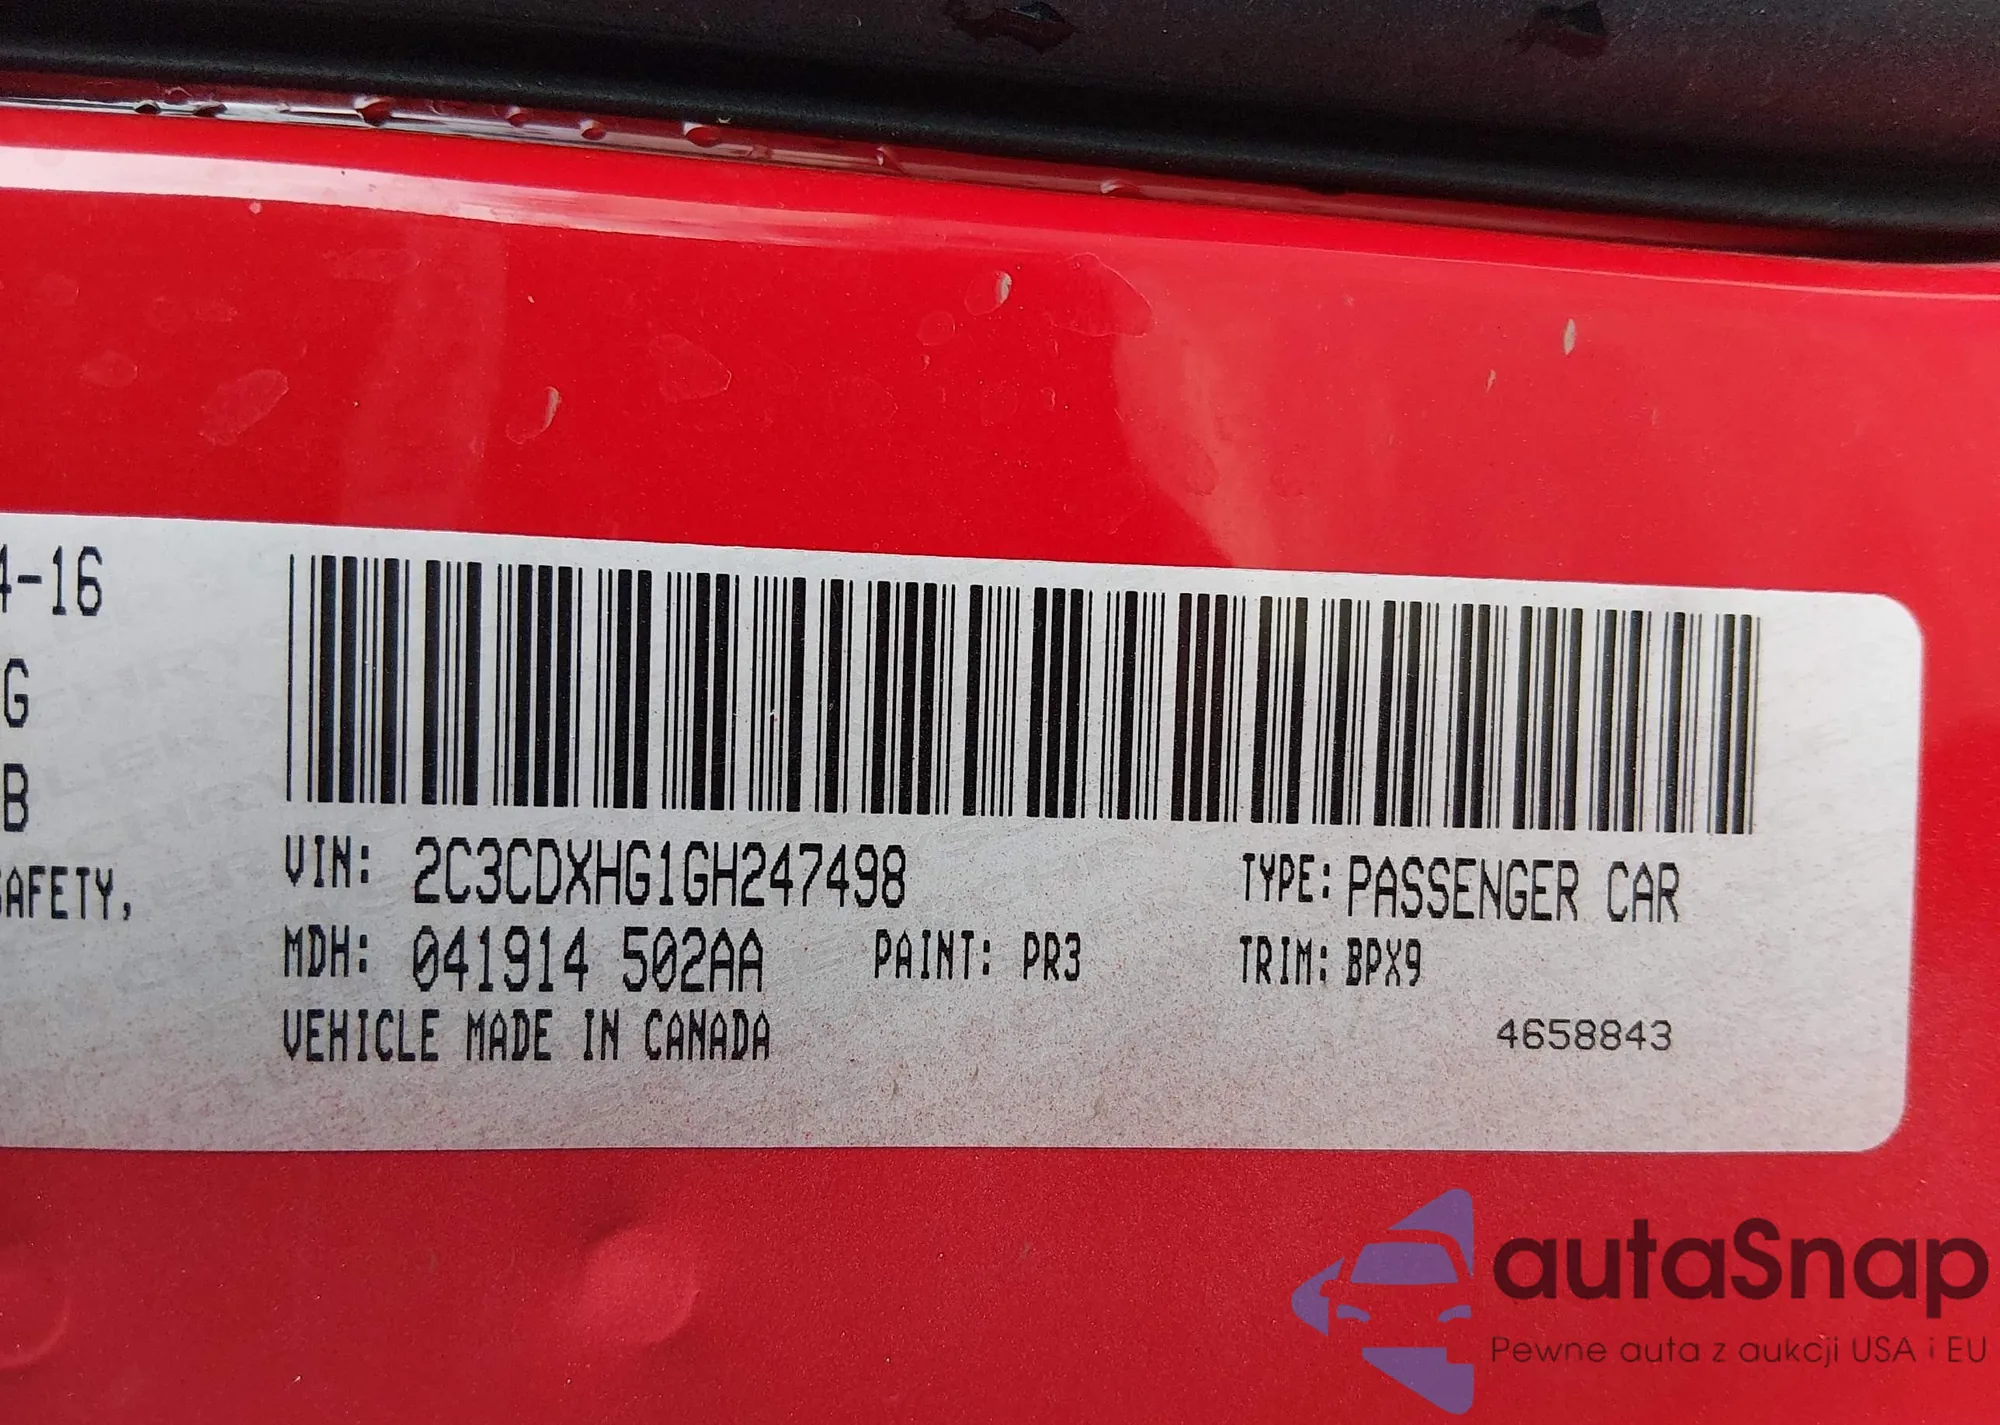 4-16
G
B
SAFETY,
VIN: 2C3CDXHG1GH247498
TYPE: PASSENGER CAR
MDH: 041914 502AA
PAINT: PR3
TRIM: BPX9
VEHICLE MADE IN CANADA
4658843
autaSnap
Pewne auta z aukcji USA i EU